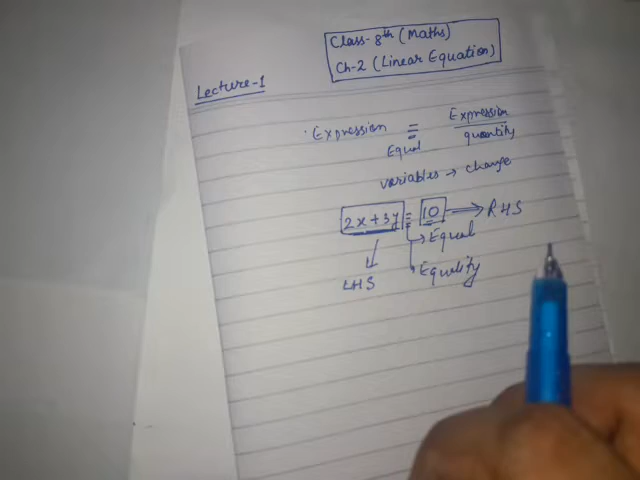 Class-8th (Maths)
Ch-2 (Linear Equation)
Lecture-1
Expression = Expression
Equal quantity
variables → change
2x+3y = 10 ⇒ RHS
→ Equal
LHS → Equality